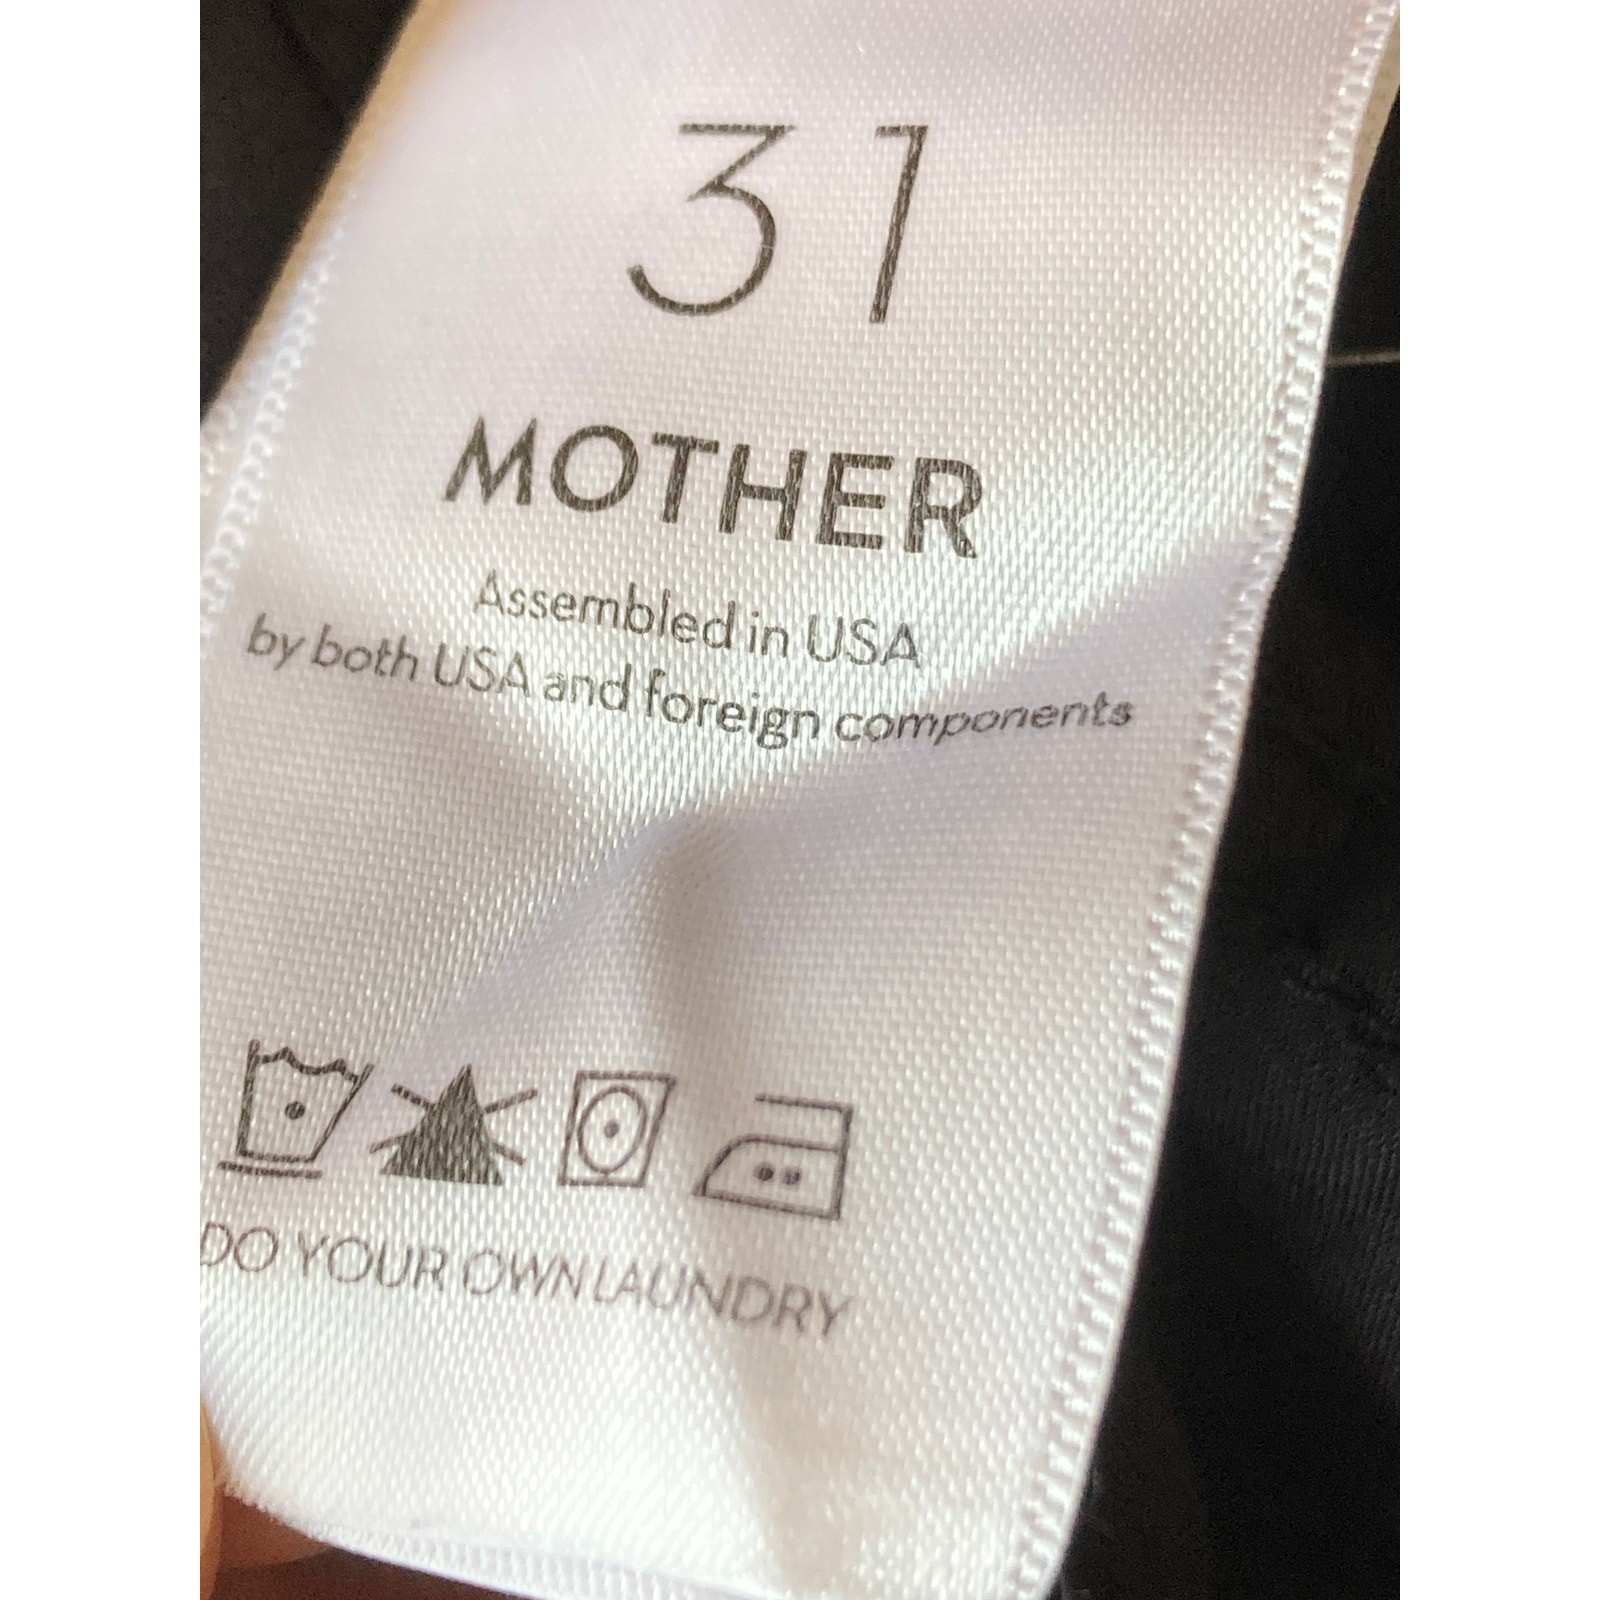 31
MOTHER
Assembled in USA
by both USA and foreign components
DO YOUR OWN LAUNDRY